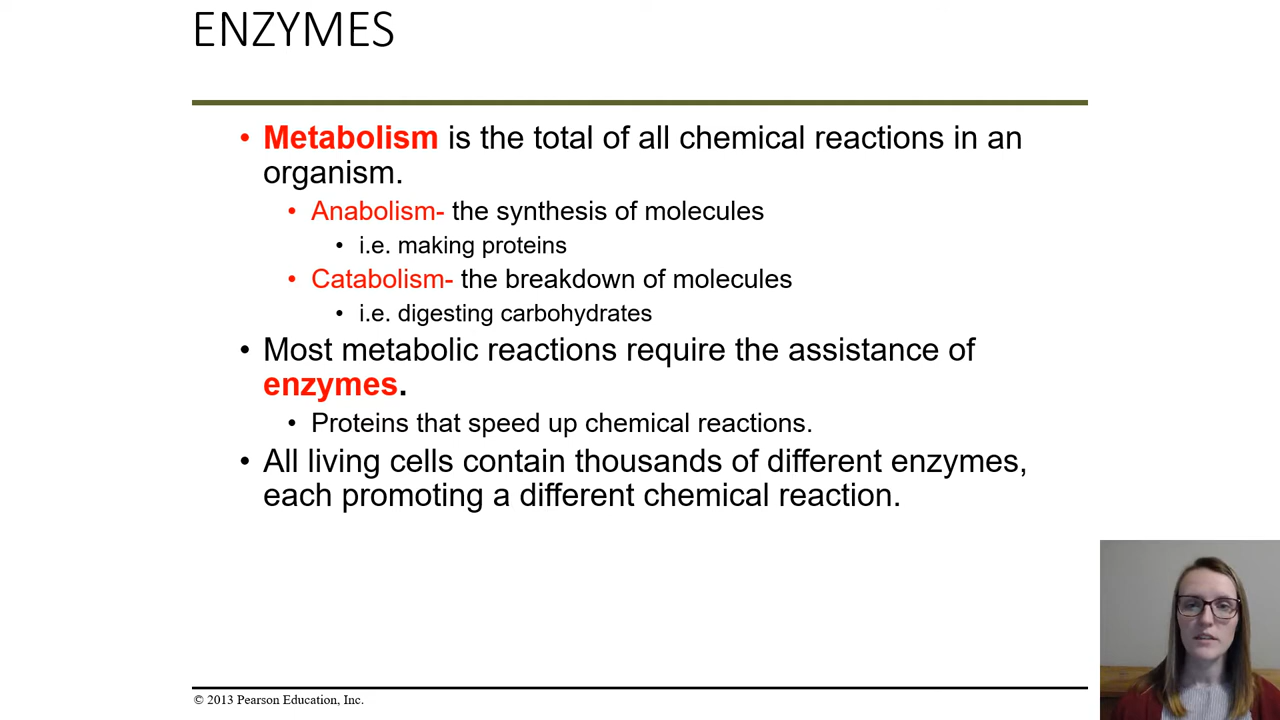 ENZYMES
• Metabolism is the total of all chemical reactions in an
organism.
• Anabolism- the synthesis of molecules
• i.e. making proteins
• Catabolism- the breakdown of molecules
• i.e. digesting carbohydrates
• Most metabolic reactions require the assistance of
enzymes.
• Proteins that speed up chemical reactions.
• All living cells contain thousands of different enzymes,
each promoting a different chemical reaction.
© 2013 Pearson Education, Inc.